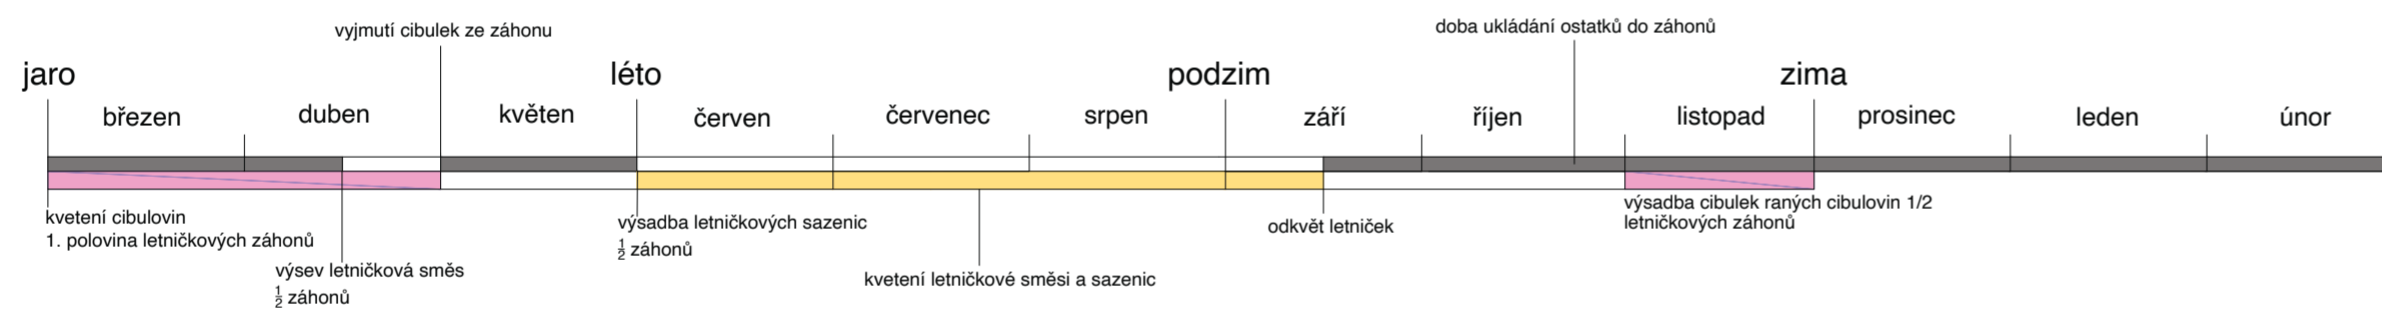 vyjmutí cibulek ze záhonu
doba ukládání ostatků do záhonů
jaro
léto
podzim
zima
březen
duben
květen
červen
červenec
srpen
září
říjen
listopad
prosinec
leden
únor
kvetení cibulovin
1. polovina letničkových záhonů
výsev letničková směs
½ záhonů
výsadba letničkových sazenic
½ záhonů
kvetení letničkové směsi a sazenic
odkvět letniček
výsadba cibulek raných cibulovin 1/2
letničkových záhonů